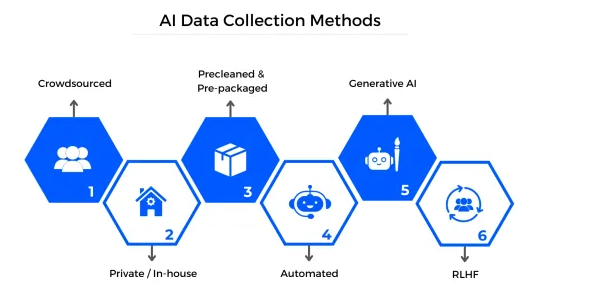 AI Data Collection Methods
Crowdsourced
Precleaned &
Pre-packaged
Generative AI
1
2
3
4
5
6
Private / In-house
Automated
RLHF